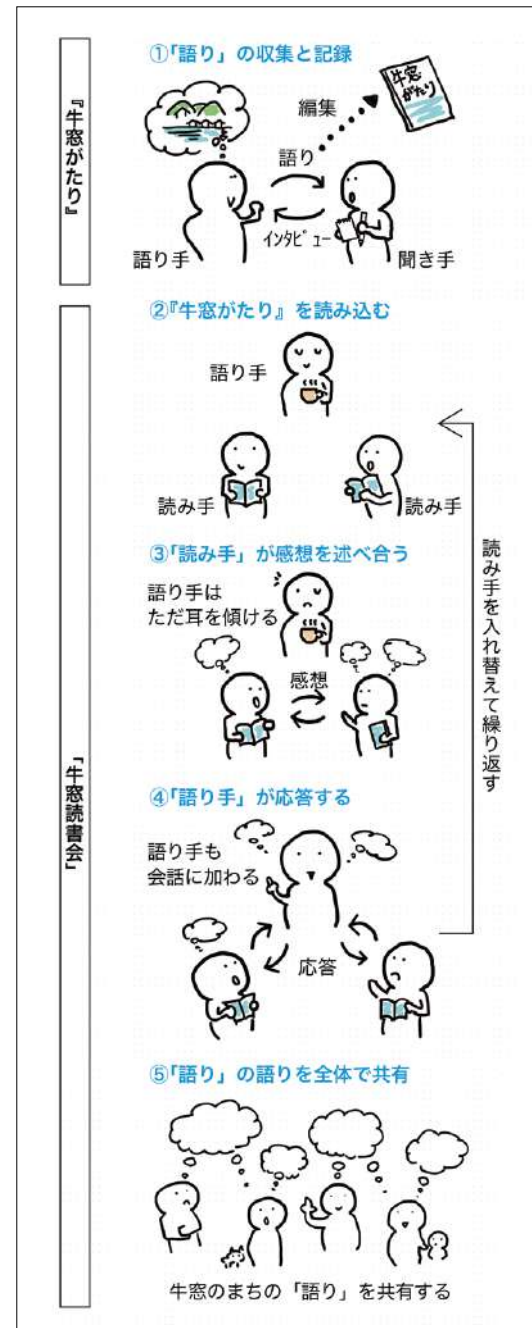 『牛窓がたり』
①「語り」の収集と記録
牛窓
がたり
編集
語り
インタビュー
語り手
聞き手
「牛窓読書会」
②『牛窓がたり』を読み込む
語り手
読み手
読み手
③「読み手」が感想を述べ合う
語り手は
ただ耳を傾ける
感想
④「語り手」が応答する
語り手も
会話に加わる
応答
読み手を入れ替えて繰り返す
⑤「語り」の語りを全体で共有
牛窓のまちの「語り」を共有する